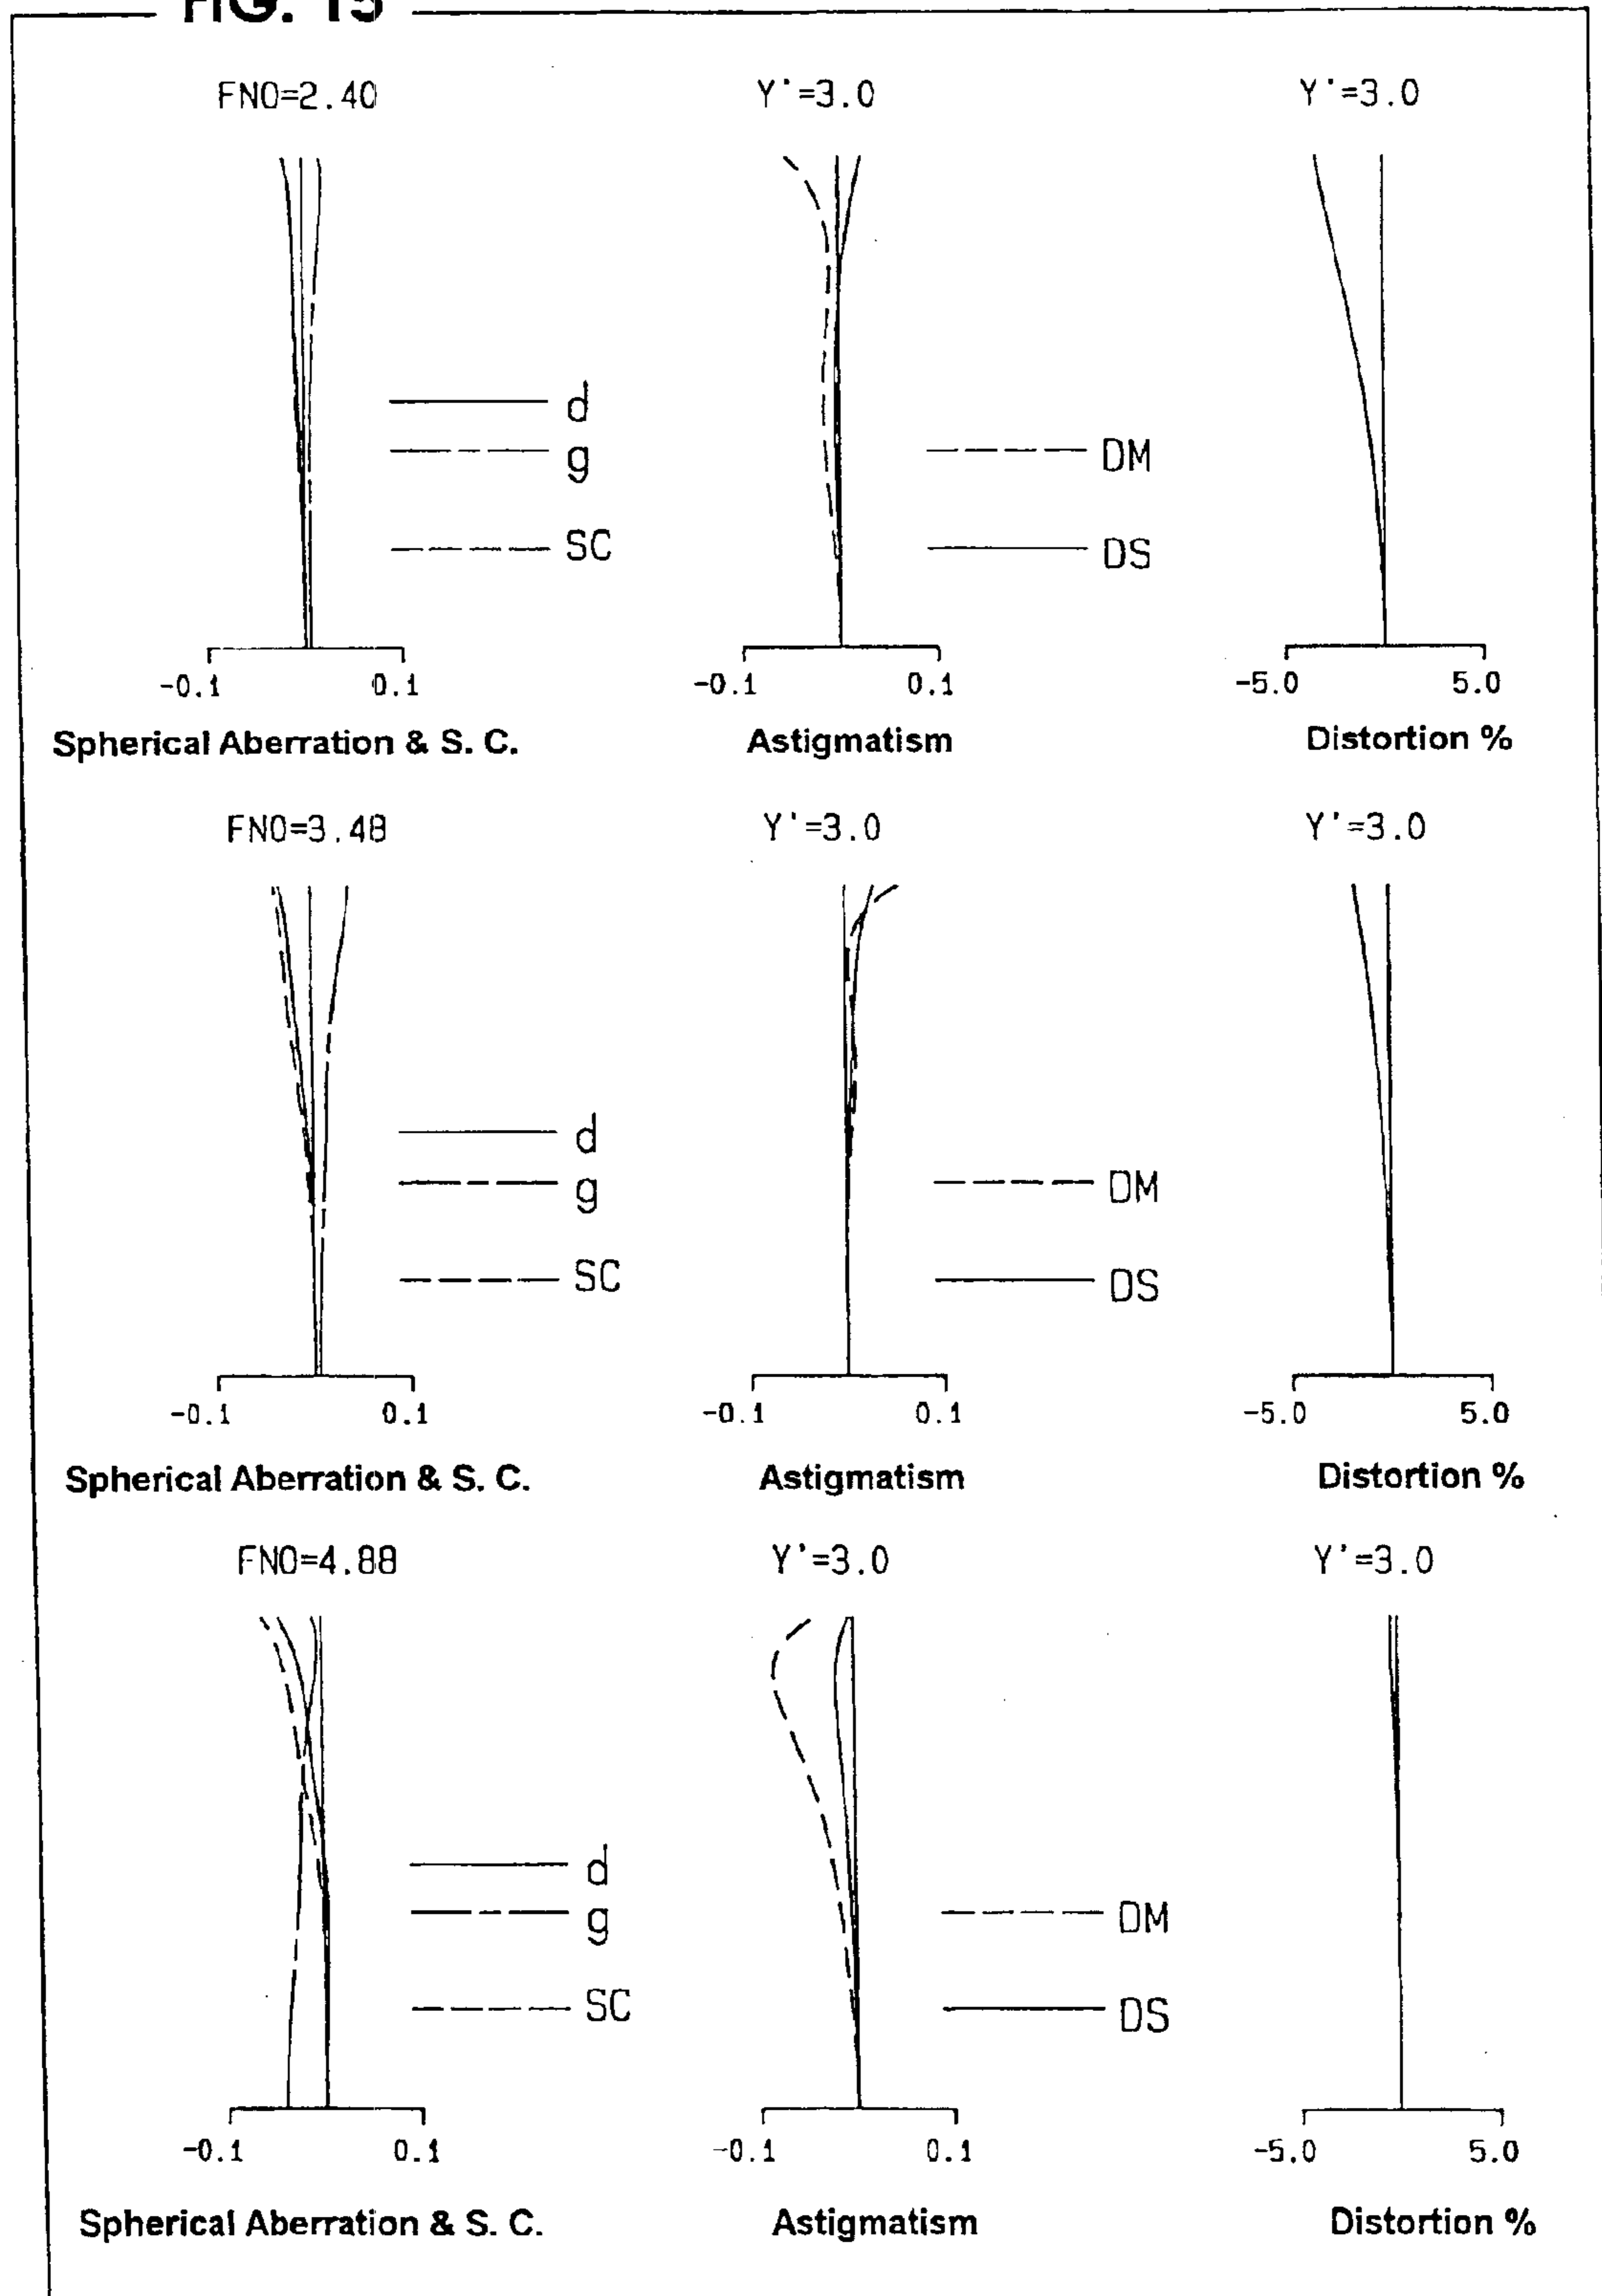 FIG. 15
FNO=2.40 Y'=3.0 Y'=3.0
d
g DM
SC DS
-0.1 0.1 -0.1 0.1 -5.0 5.0
Spherical Aberration & S. C. Astigmatism Distortion %
FNO=3.48 Y'=3.0 Y'=3.0
d
g DM
SC DS
-0.1 0.1 -0.1 0.1 -5.0 5.0
Spherical Aberration & S. C. Astigmatism Distortion %
FNO=4.88 Y'=3.0 Y'=3.0
d
g DM
SC DS
-0.1 0.1 -0.1 0.1 -5.0 5.0
Spherical Aberration & S. C. Astigmatism Distortion %